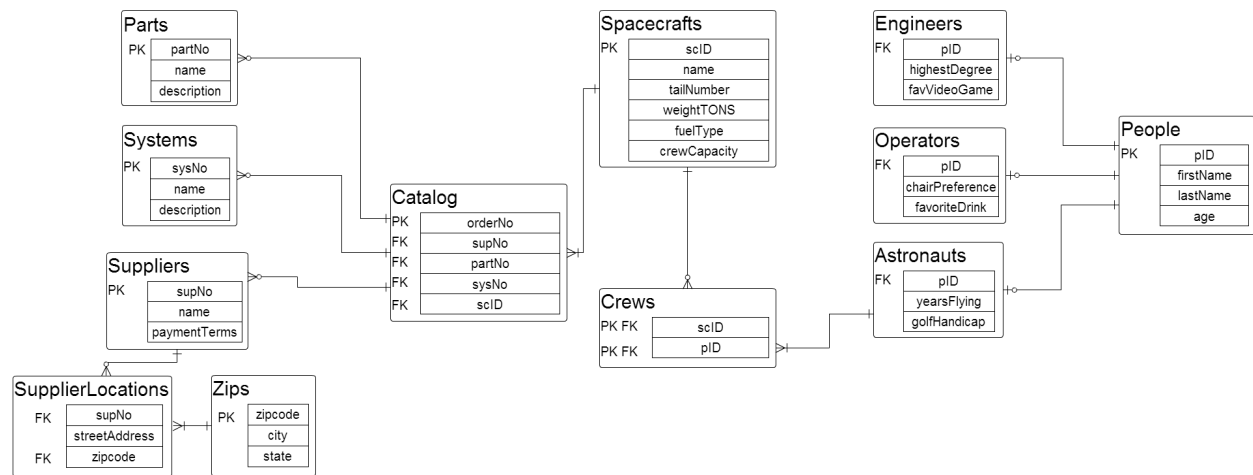 Parts
PK partNo
name
description
Systems
PK sysNo
name
description
Suppliers
PK supNo
name
paymentTerms
SupplierLocations
FK supNo
streetAddress
FK zipcode
Zips
PK zipcode
city
state
Catalog
PK orderNo
FK supNo
FK partNo
FK sysNo
FK scID
Spacecrafts
PK scID
name
tailNumber
weightTONS
fuelType
crewCapacity
Crews
PK FK scID
PK FK pID
Engineers
FK pID
highestDegree
favVideoGame
Operators
FK pID
chairPreference
favoriteDrink
Astronauts
FK pID
yearsFlying
golfHandicap
People
PK pID
firstName
lastName
age